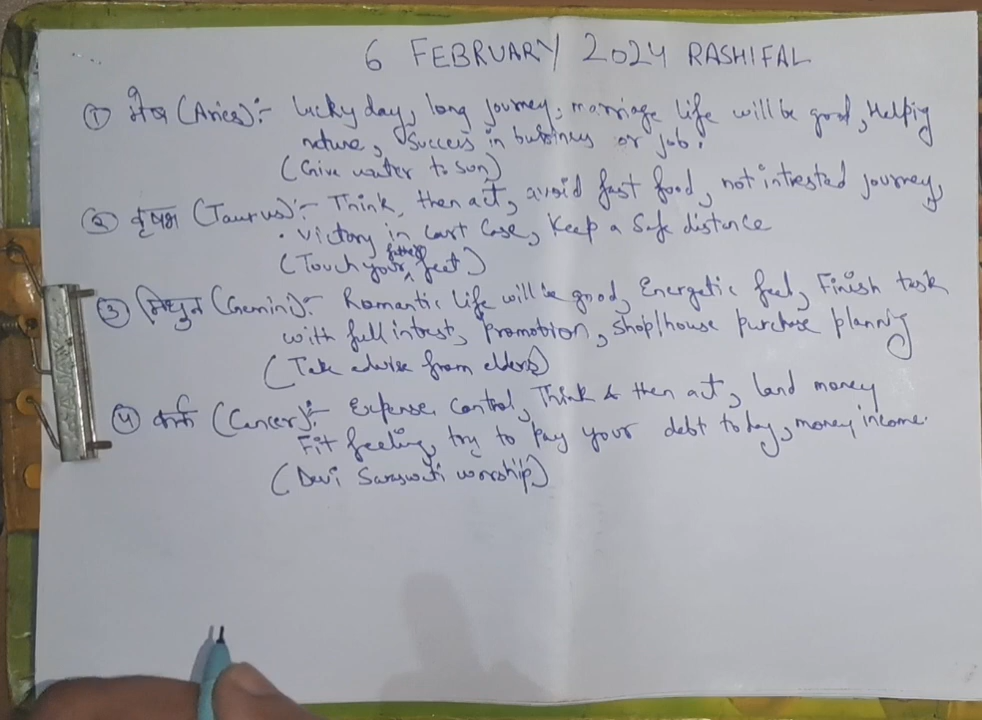 6 FEBRUARY 2024 RASHIFAL
① मेष (Aries):- Lucky day, long journey, marriage life will be good, Helping
nature, Success in business or job.
(Give water to Sun)
② वृषभ (Taurus):- Think, then act, avoid fast food, not intrested journey,
. Victory in Court Case, Keep a Safe distance
(Touch your father feet)
③ मिथुन (Gemini):- Romantic Life will be good, Energetic feel, Finish task
with full intrest, Promotion, Shop/house purchase planning
(Take advise from elders)
④ कर्क (Cancer):- Expense Control, Think & then act, land money
Fit feeling, try to pay your debt today, money income.
(Devi Saraswati worship)
AJAY